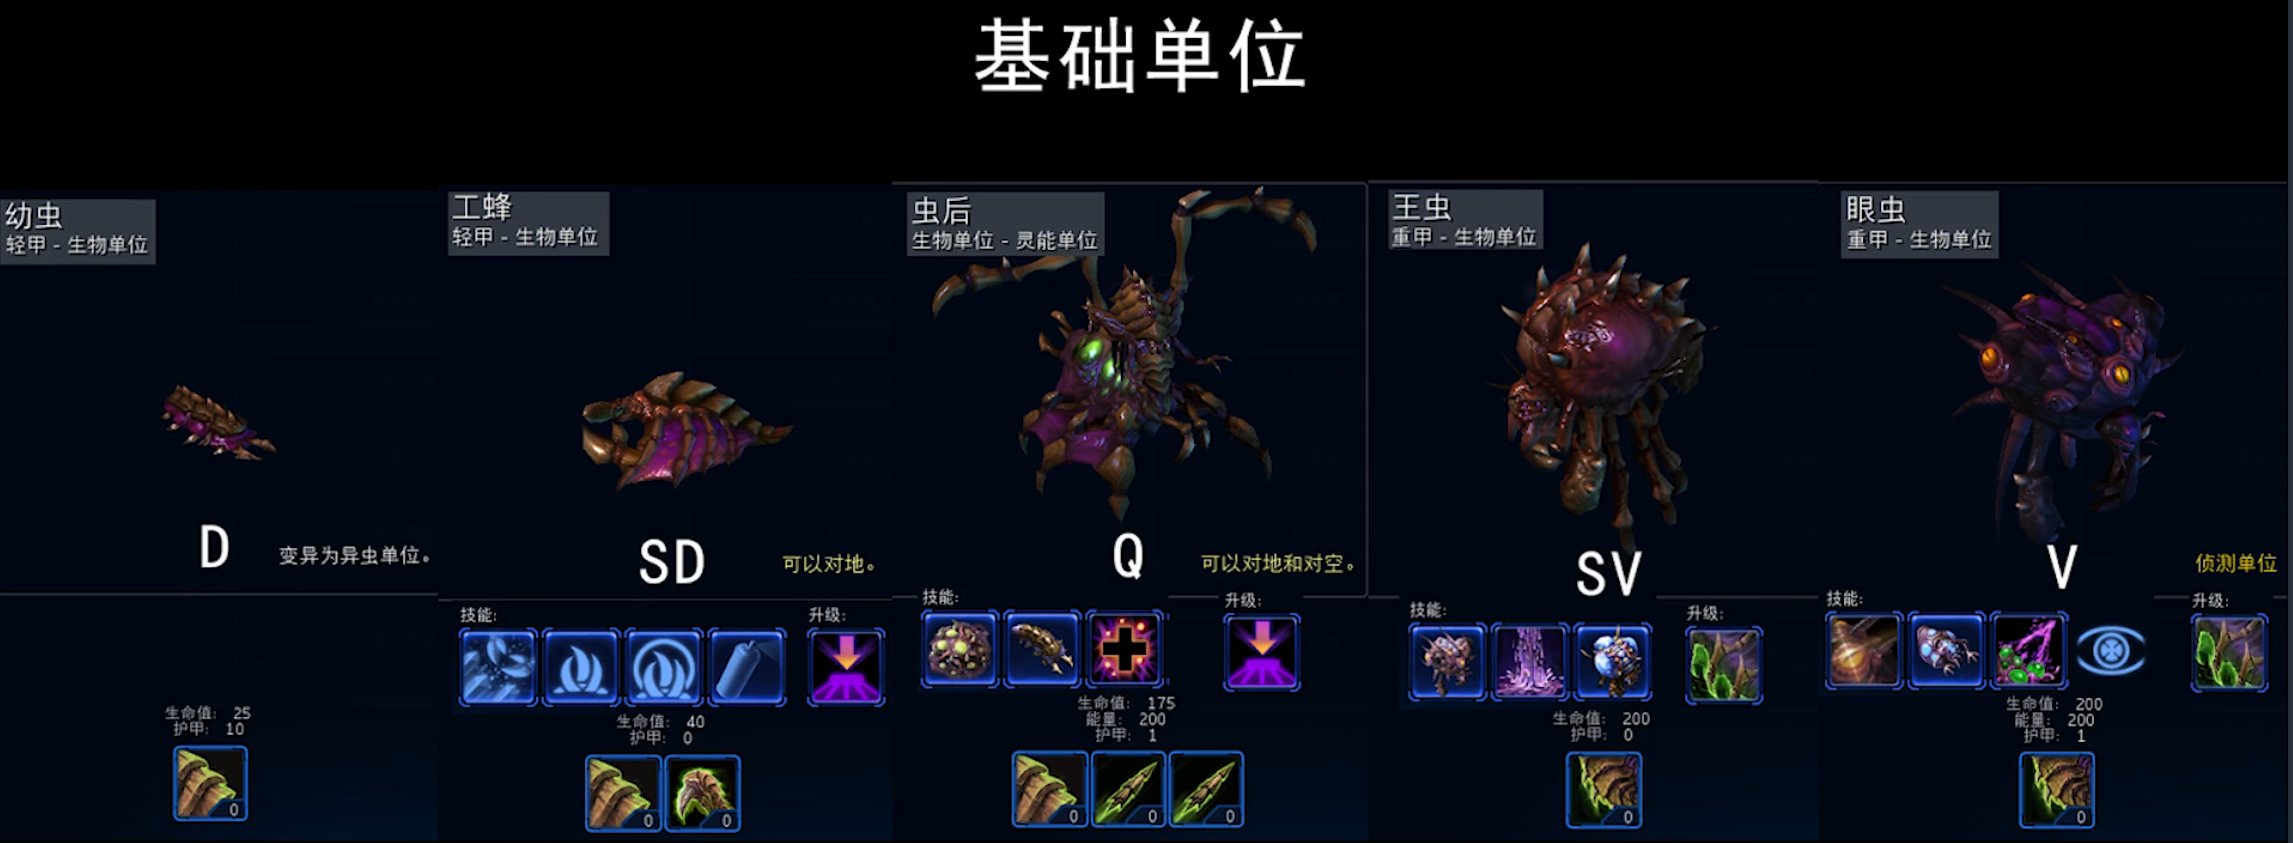 基础单位
幼虫
轻甲 - 生物单位
D
变异为异虫单位。
生命值: 25
护甲: 10
0
工蜂
轻甲 - 生物单位
SD
可以对地。
技能:
升级:
生命值: 40
护甲: 0
0
0
虫后
生物单位 - 灵能单位
Q
可以对地和对空。
技能:
升级:
生命值: 175
能量: 200
护甲: 1
0
0
0
王虫
重甲 - 生物单位
SV
技能:
升级:
生命值: 200
护甲: 0
0
眼虫
重甲 - 生物单位
V
侦测单位
技能:
升级:
生命值: 200
能量: 200
护甲: 1
0